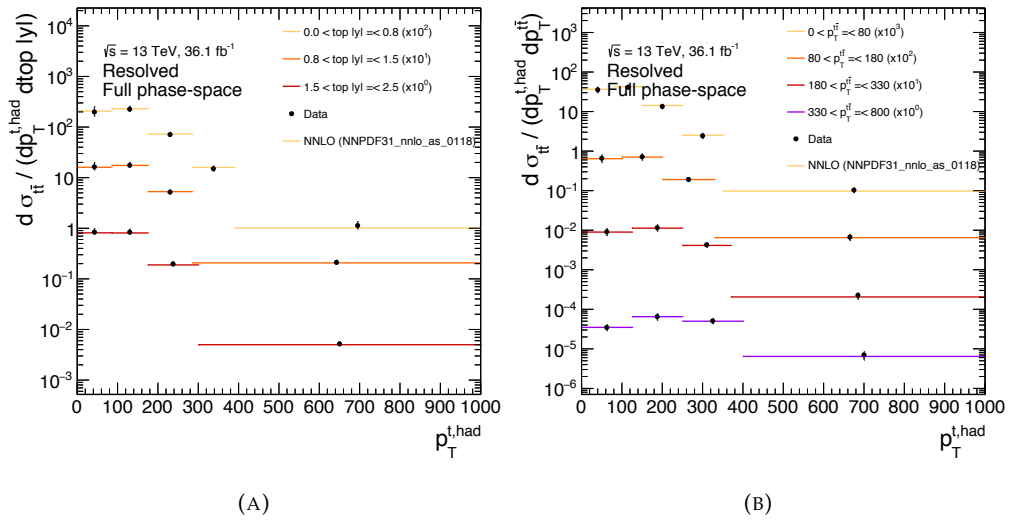 d σ_tt̄ / (dp_T^{t,had} dtop |y|)
10⁴
10³
10²
10
1
10⁻¹
10⁻²
10⁻³
√s = 13 TeV, 36.1 fb⁻¹
Resolved
Full phase-space
0.0 < top |y| =< 0.8 (x10²)
0.8 < top |y| =< 1.5 (x10¹)
1.5 < top |y| =< 2.5 (x10⁰)
Data
NNLO (NNPDF31_nnlo_as_0118)
0 100 200 300 400 500 600 700 800 900 1000
p_T^{t,had}
(A)
d σ_tt̄ / (dp_T^{t,had} dp_T^{tt̄})
10³
10²
10
1
10⁻¹
10⁻²
10⁻³
10⁻⁴
10⁻⁵
10⁻⁶
√s = 13 TeV, 36.1 fb⁻¹
Resolved
Full phase-space
0 < p_T^{tt̄} =< 80 (x10³)
80 < p_T^{tt̄} =< 180 (x10²)
180 < p_T^{tt̄} =< 330 (x10¹)
330 < p_T^{tt̄} =< 800 (x10⁰)
Data
NNLO (NNPDF31_nnlo_as_0118)
0 100 200 300 400 500 600 700 800 900 1000
p_T^{t,had}
(B)